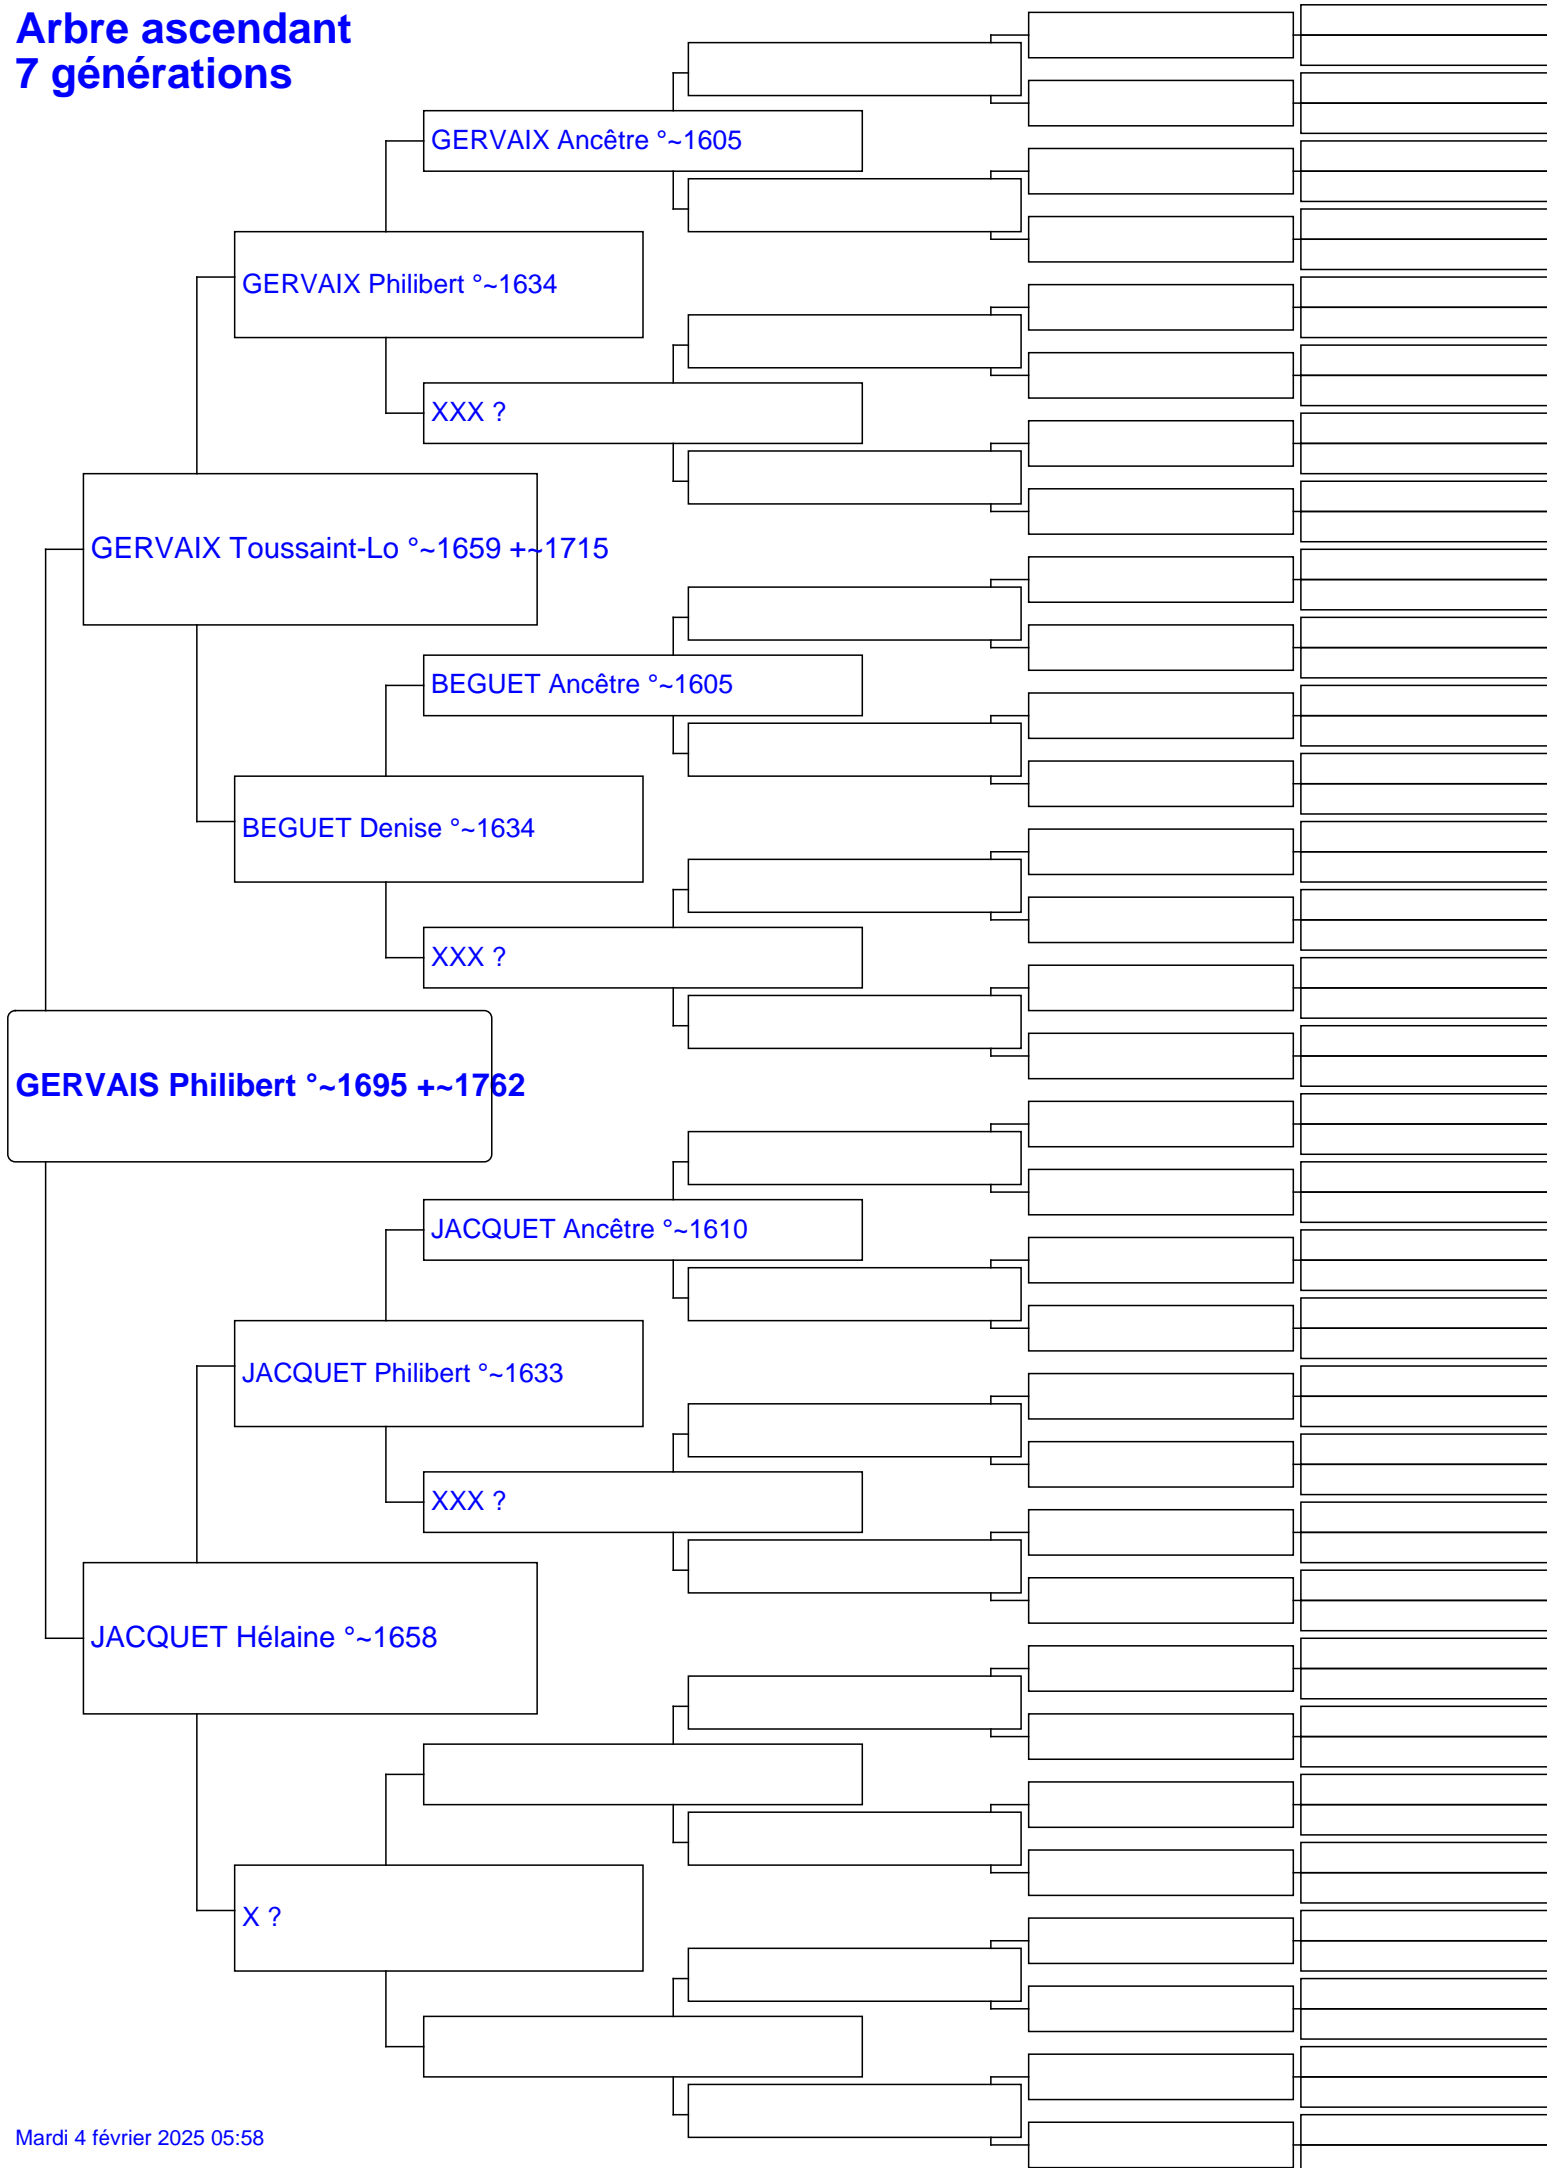 Arbre ascendant
7 générations
GERVAIX Ancêtre °~1605
GERVAIX Philibert °~1634
XXX ?
GERVAIX Toussaint-Lo °~1659 +~1715
BEGUET Ancêtre °~1605
BEGUET Denise °~1634
XXX ?
GERVAIS Philibert °~1695 +~1762
JACQUET Ancêtre °~1610
JACQUET Philibert °~1633
XXX ?
JACQUET Hélaine °~1658
X ?
Mardi 4 février 2025 05:58